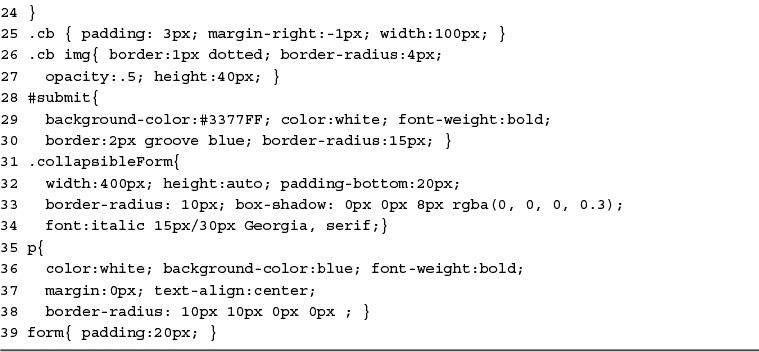 24 }
25 .cb { padding: 3px; margin-right:-1px; width:100px; }
26 .cb img{ border:1px dotted; border-radius:4px;
27   opacity:.5; height:40px; }
28 #submit{
29   background-color:#3377FF; color:white; font-weight:bold;
30   border:2px groove blue; border-radius:15px; }
31 .collapsibleForm{
32   width:400px; height:auto; padding-bottom:20px;
33   border-radius: 10px; box-shadow: 0px 0px 8px rgba(0, 0, 0, 0.3);
34   font:italic 15px/30px Georgia, serif;}
35 p{
36   color:white; background-color:blue; font-weight:bold;
37   margin:0px; text-align:center;
38   border-radius: 10px 10px 0px 0px ; }
39 form{ padding:20px; }